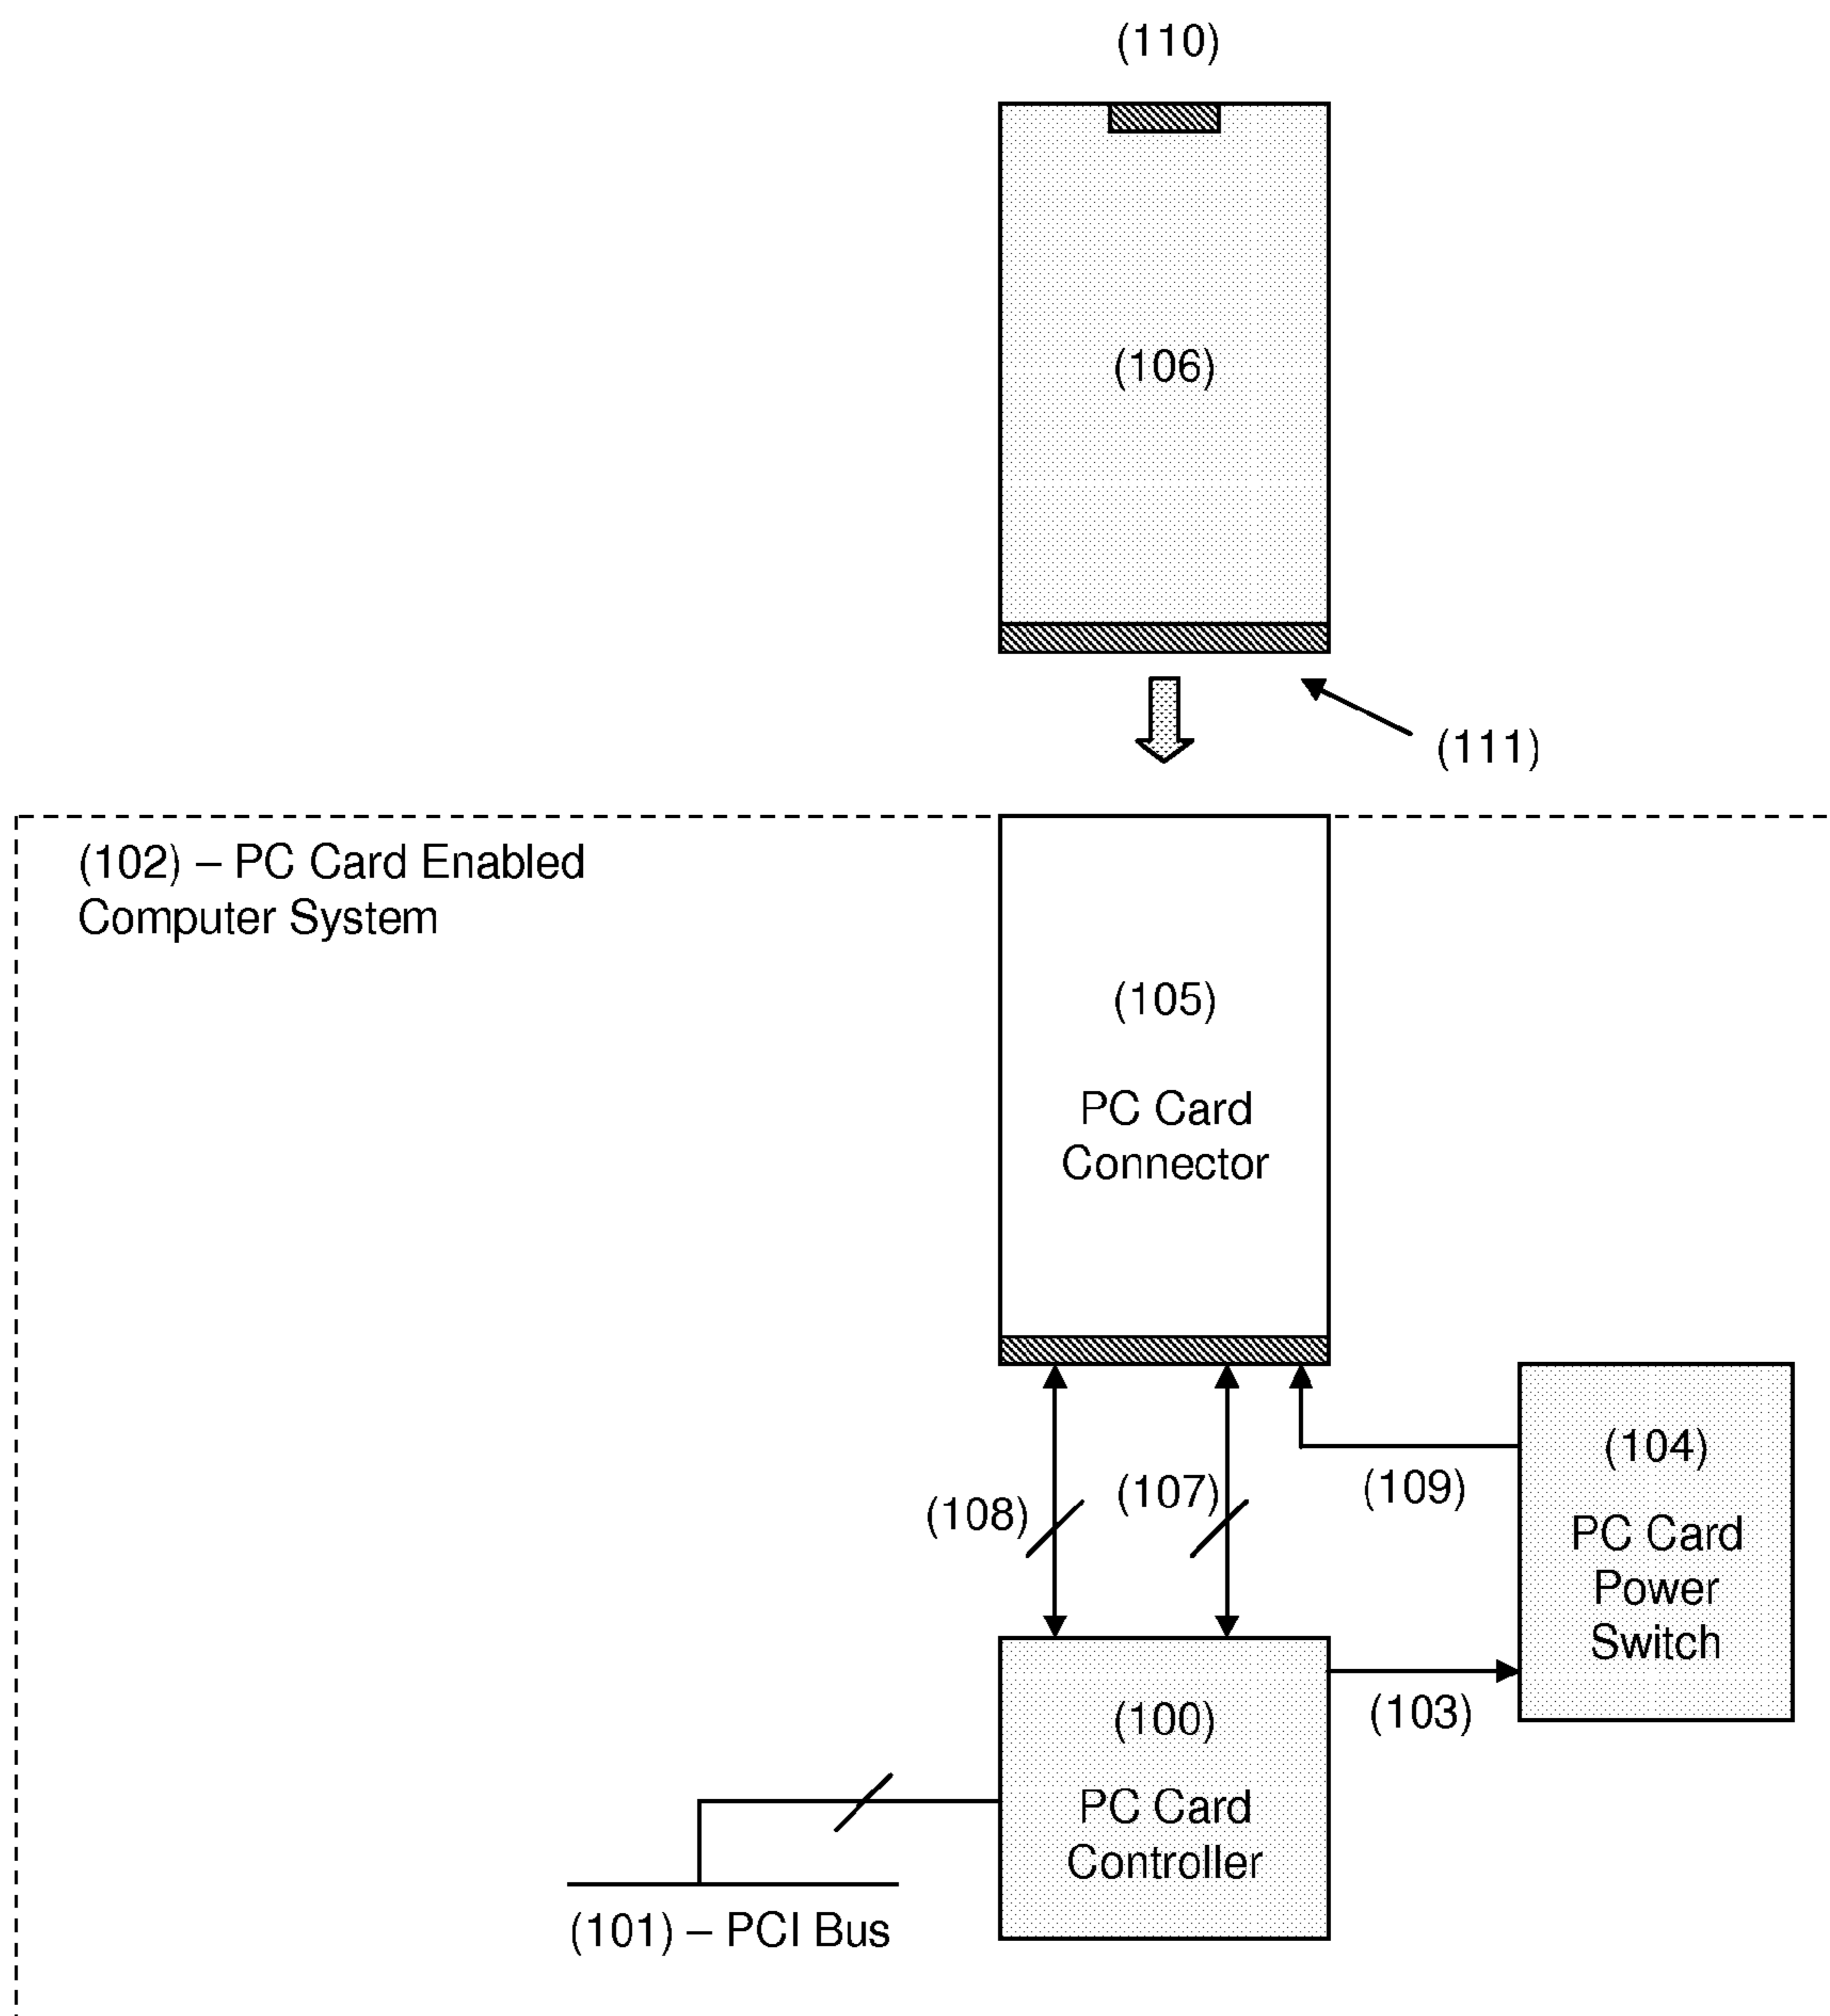 (110)
(106)
(111)
(102) – PC Card Enabled
Computer System
(105)
PC Card
Connector
(108)
(107)
(109)
(104)
PC Card
Power
Switch
(103)
(100)
PC Card
Controller
(101) – PCI Bus